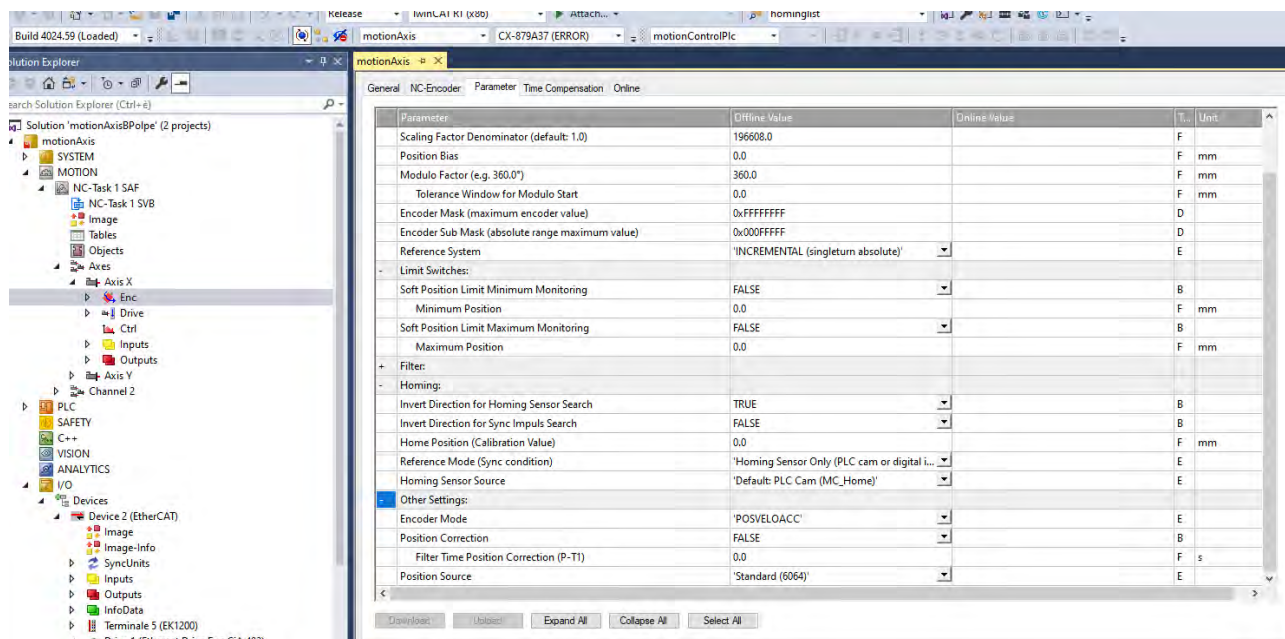 Release TwinCAT RT (x86) Attach... hominglist
Build 4024.59 (Loaded) motionAxis CX-879A37 (ERROR) motionControlPlc
Solution Explorer
motionAxis
General NC-Encoder Parameter Time Compensation Online
Search Solution Explorer (Ctrl+è)
Solution 'motionAxisBPolpe' (2 projects)
motionAxis
SYSTEM
MOTION
NC-Task 1 SAF
NC-Task 1 SVB
Image
Tables
Objects
Axes
Axis X
Enc
Drive
Ctrl
Inputs
Outputs
Axis Y
Channel 2
PLC
SAFETY
C++
VISION
ANALYTICS
I/O
Devices
Device 2 (EtherCAT)
Image
Image-Info
SyncUnits
Inputs
Outputs
InfoData
Terminale 5 (EK1200)
Parameter Offline Value Online Value T... Unit
Scaling Factor Denominator (default: 1.0) 196608.0 F
Position Bias 0.0 F mm
Modulo Factor (e.g. 360.0°) 360.0 F mm
Tolerance Window for Modulo Start 0.0 F mm
Encoder Mask (maximum encoder value) 0xFFFFFFFF D
Encoder Sub Mask (absolute range maximum value) 0x000FFFFF D
Reference System 'INCREMENTAL (singleturn absolute)' E
- Limit Switches:
Soft Position Limit Minimum Monitoring FALSE B
Minimum Position 0.0 F mm
Soft Position Limit Maximum Monitoring FALSE B
Maximum Position 0.0 F mm
+ Filter:
- Homing:
Invert Direction for Homing Sensor Search TRUE B
Invert Direction for Sync Impuls Search FALSE B
Home Position (Calibration Value) 0.0 F mm
Reference Mode (Sync condition) 'Homing Sensor Only (PLC cam or digital i... E
Homing Sensor Source 'Default: PLC Cam (MC_Home)' E
- Other Settings:
Encoder Mode 'POSVELOACC' E
Position Correction FALSE B
Filter Time Position Correction (P-T1) 0.0 F s
Position Source 'Standard (6064)' E
Download Upload Expand All Collapse All Select All